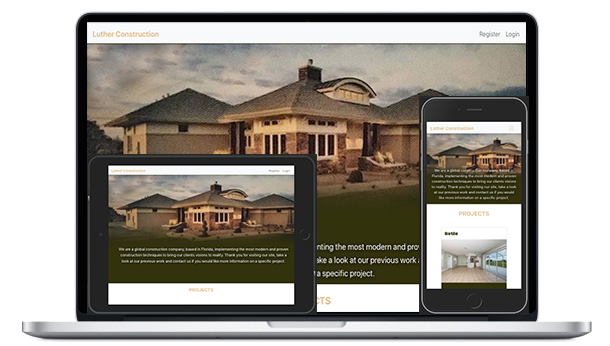 Luther Construction
Register Login
nting the most modern and prov
ake a look at our previous work a
a specific project.
CTS
Luther Construction
Register Login
We are a global construction company, based in Florida, implementing the most modern and proven
construction techniques to bring our clients visions to reality. Thank you for visiting our site, take a look
at our previous work and contact us if you would like more information on a specific project.
PROJECTS
Luther Construction
We are a global construction company, based in
Florida, implementing the most modern and proven
construction techniques to bring our clients visions
to reality. Thank you for visiting our site, take a look
at our previous work and contact us if you would
like more information on a specific project.
PROJECTS